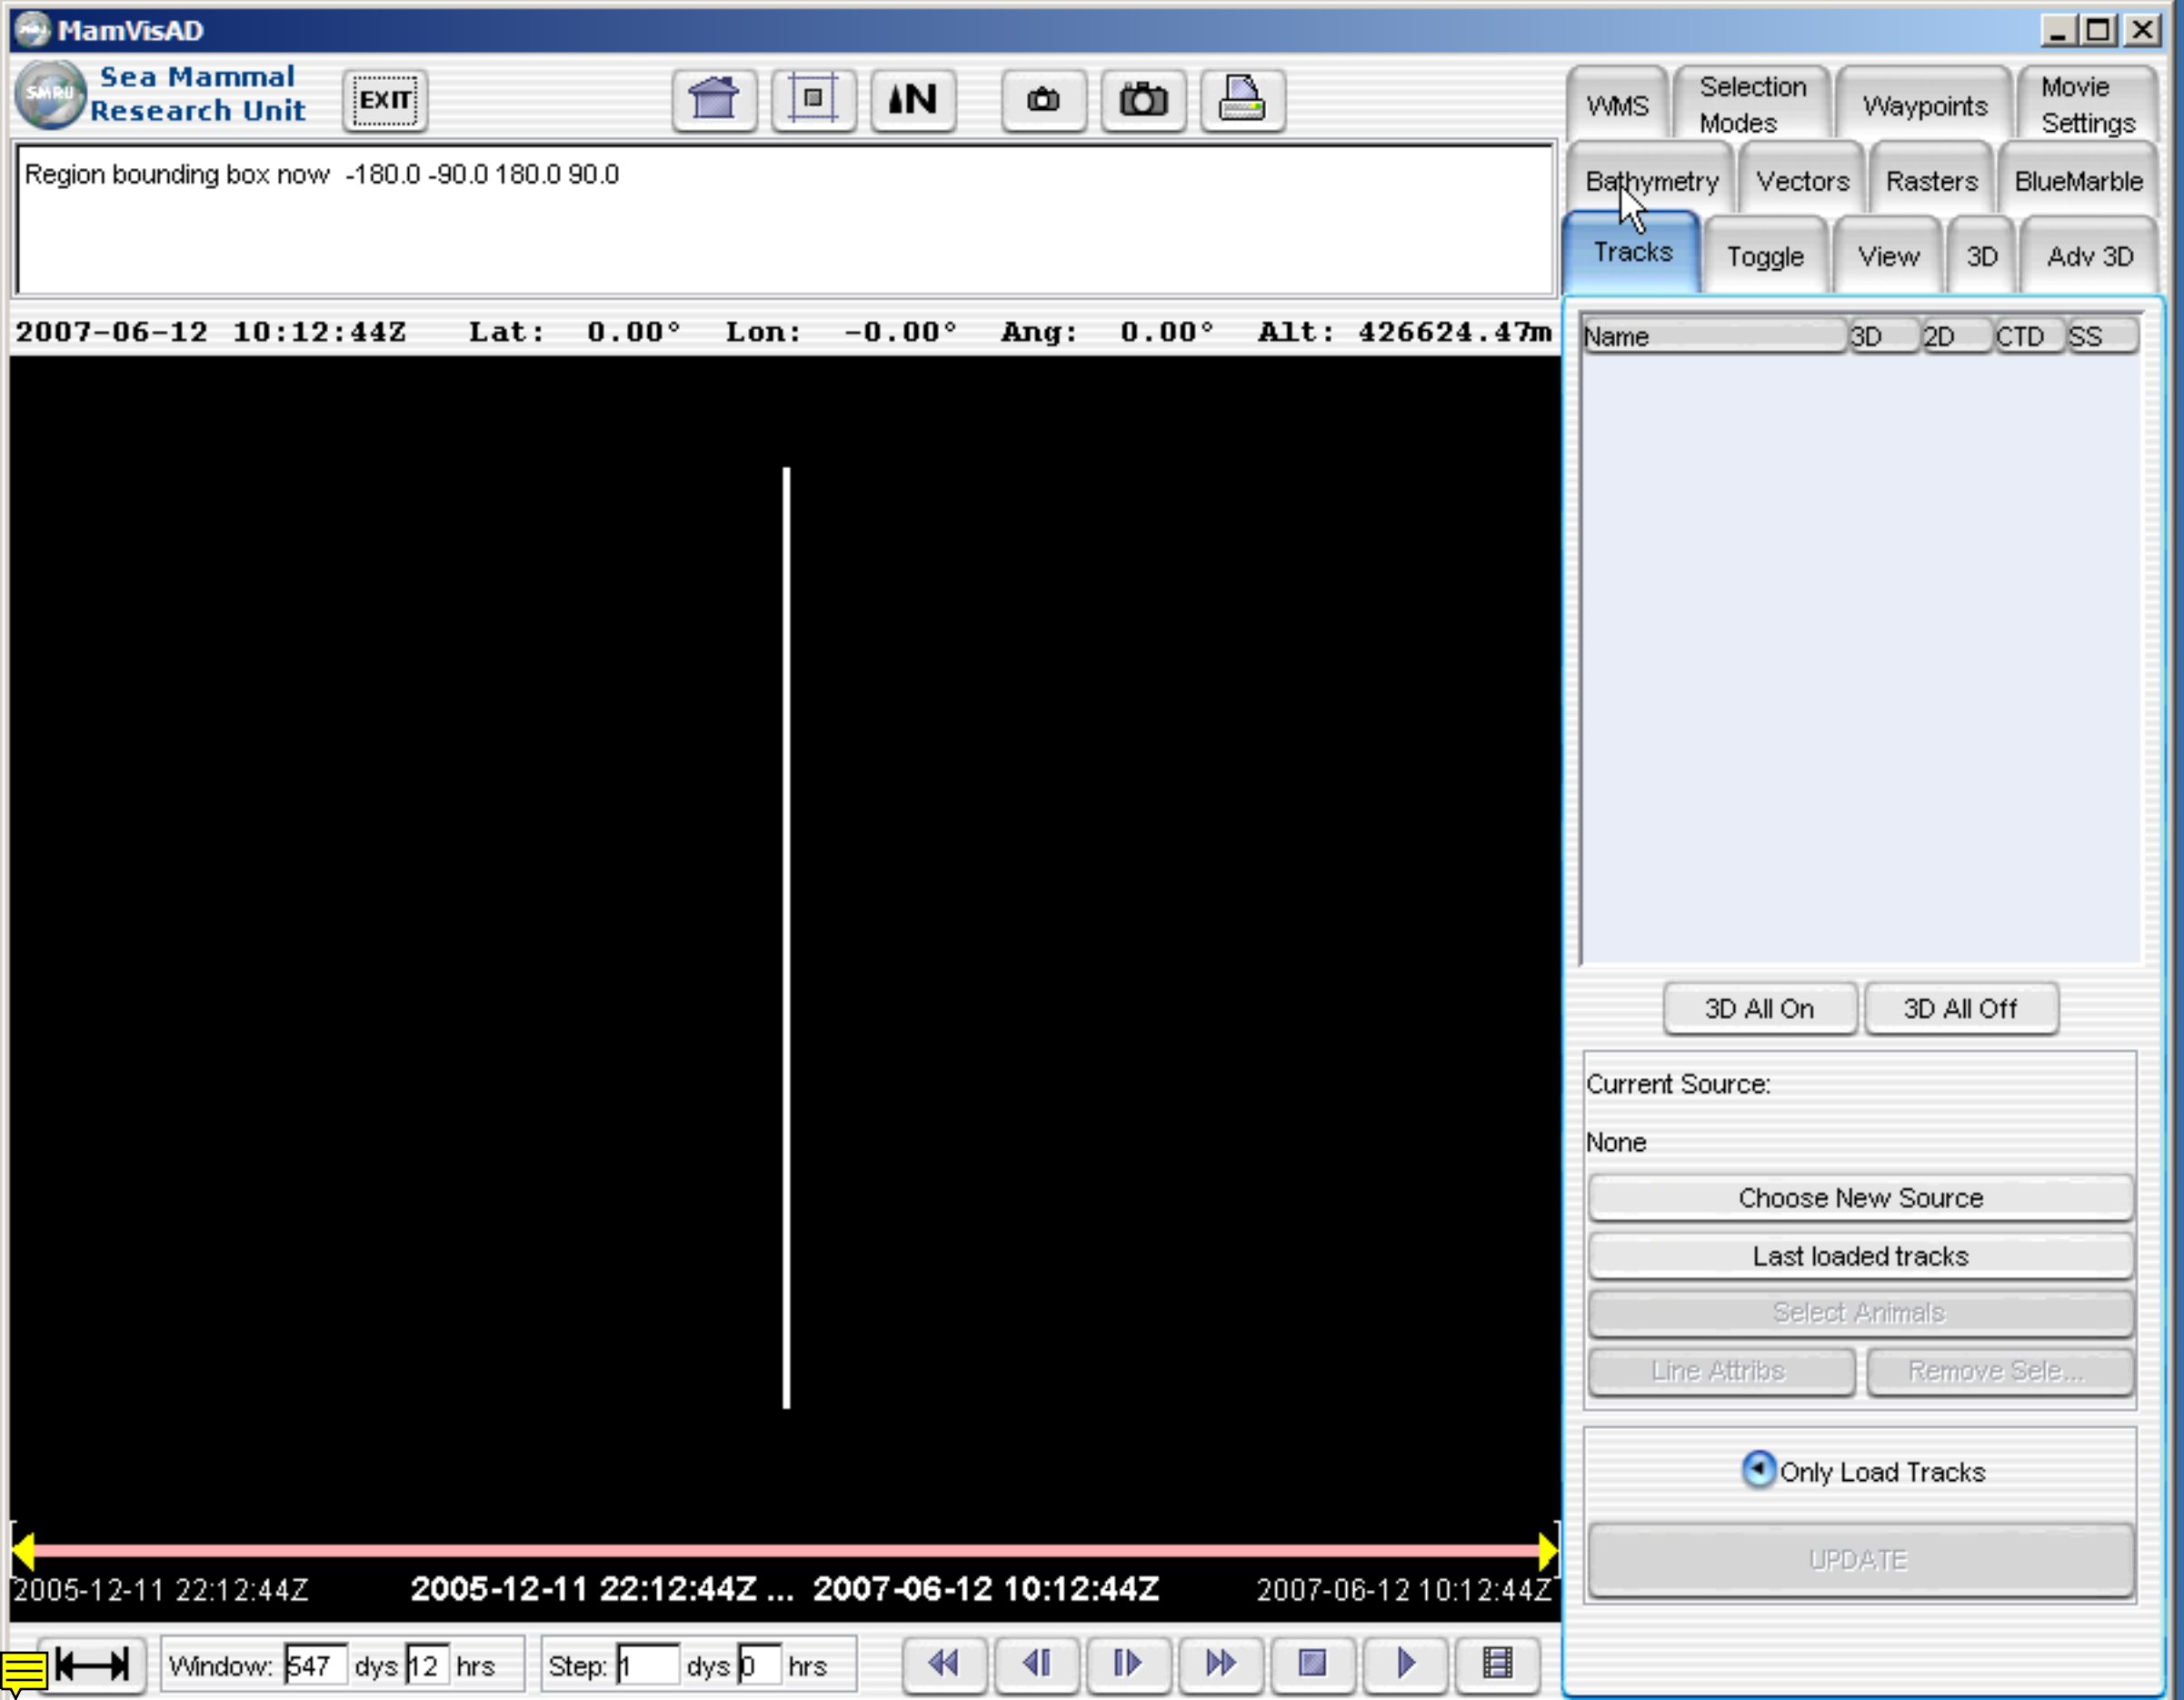 MamVisAD
SMRU
Sea Mammal
Research Unit
EXIT
N
WMS
Selection
Modes
Waypoints
Movie
Settings
Region bounding box now -180.0 -90.0 180.0 90.0
Bathymetry Vectors Rasters BlueMarble
Tracks Toggle View 3D Adv 3D
2007-06-12 10:12:44Z Lat: 0.00° Lon: -0.00° Ang: 0.00° Alt: 426624.47m
Name 3D 2D CTD SS
3D All On 3D All Off
Current Source:
None
Choose New Source
Last loaded tracks
Select Animals
Line Attribs Remove Sele...
Only Load Tracks
UPDATE
2005-12-11 22:12:44Z 2005-12-11 22:12:44Z ... 2007-06-12 10:12:44Z 2007-06-12 10:12:44Z
Window: 547 dys 12 hrs Step: 1 dys 0 hrs